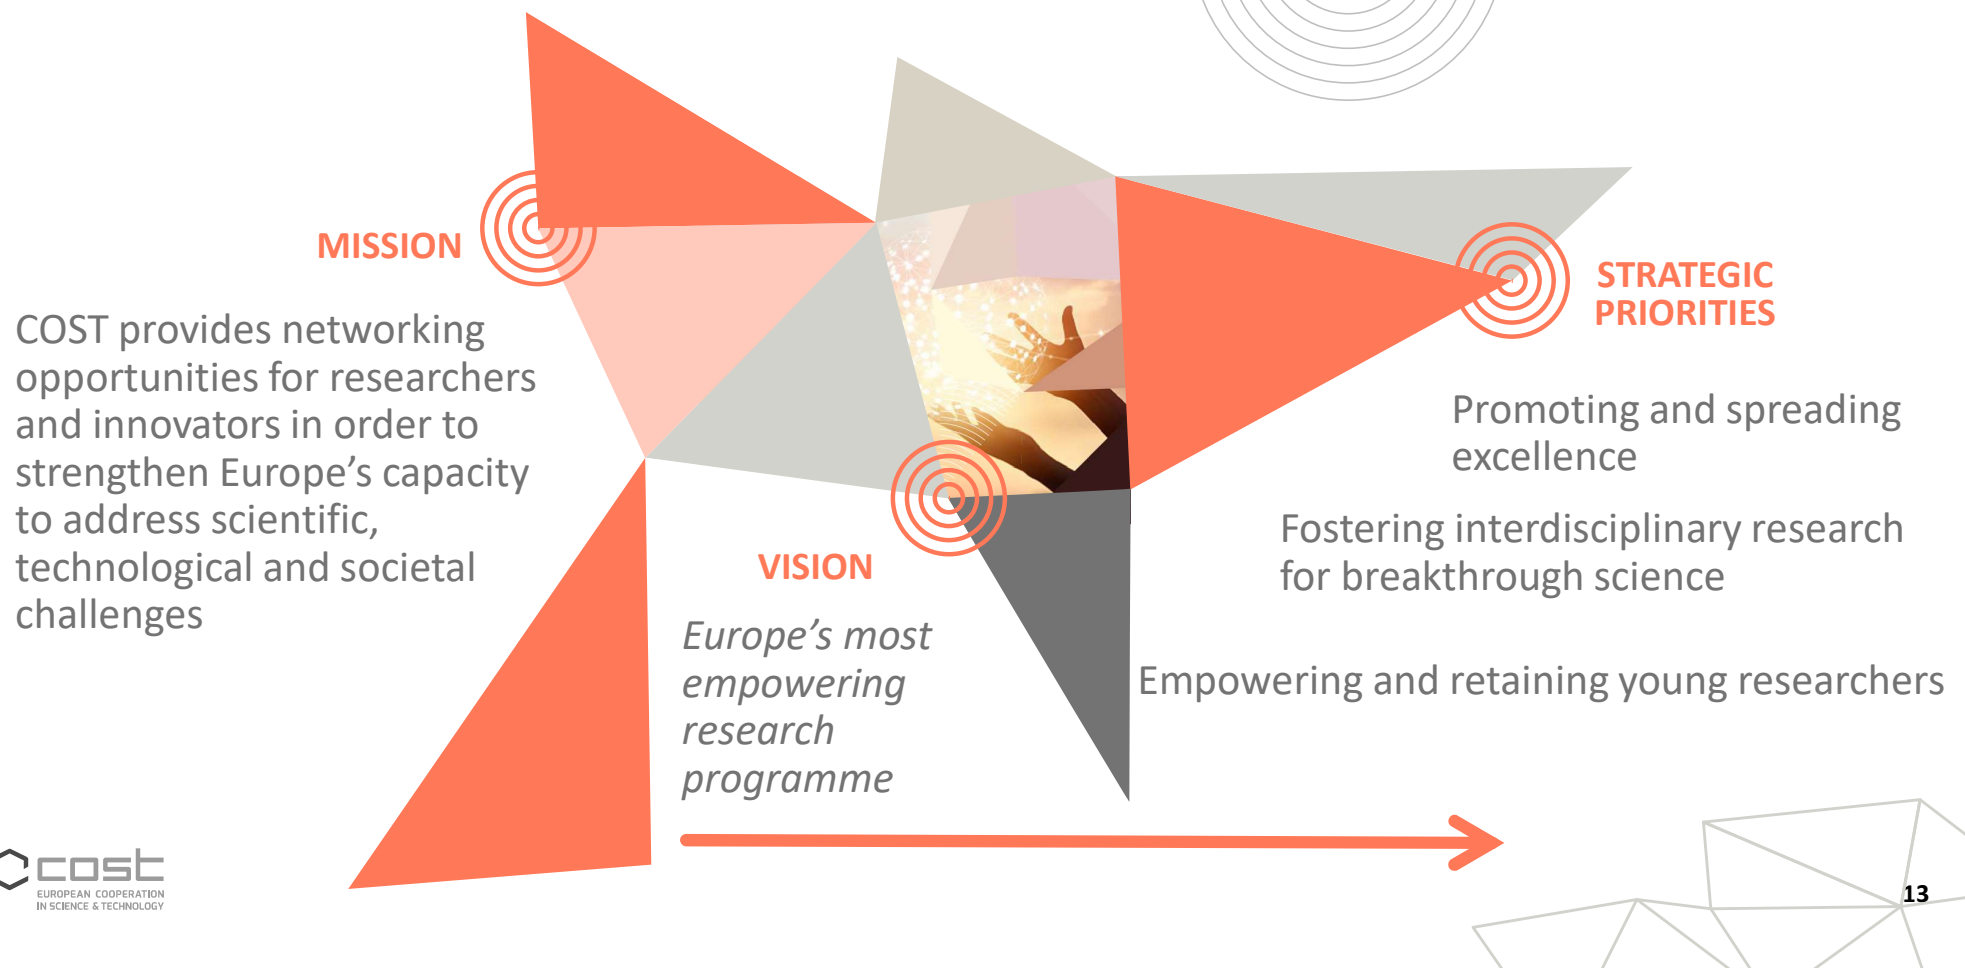 MISSION
COST provides networking
opportunities for researchers
and innovators in order to
strengthen Europe’s capacity
to address scientific,
technological and societal
challenges
VISION
Europe’s most
empowering
research
programme
STRATEGIC
PRIORITIES
Promoting and spreading
excellence
Fostering interdisciplinary research
for breakthrough science
Empowering and retaining young researchers
cost
EUROPEAN COOPERATION
IN SCIENCE & TECHNOLOGY
13